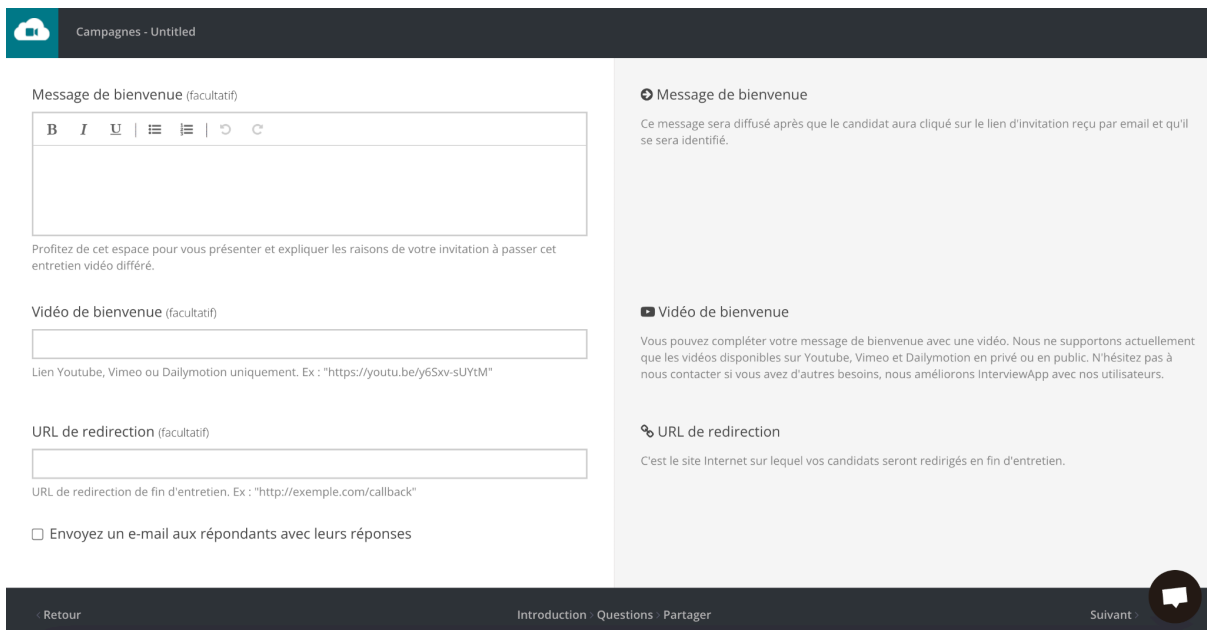 Campagnes - Untitled
Message de bienvenue (facultatif)
B I U
Profitez de cet espace pour vous présenter et expliquer les raisons de votre invitation à passer cet
entretien vidéo différé.
Vidéo de bienvenue (facultatif)
Lien Youtube, Vimeo ou Dailymotion uniquement. Ex : "https://youtu.be/y6Sxv-sUYtM"
URL de redirection (facultatif)
URL de redirection de fin d'entretien. Ex : "http://exemple.com/callback"
Envoyez un e-mail aux répondants avec leurs réponses
Message de bienvenue
Ce message sera diffusé après que le candidat aura cliqué sur le lien d'invitation reçu par email et qu'il
se sera identifié.
Vidéo de bienvenue
Vous pouvez compléter votre message de bienvenue avec une vidéo. Nous ne supportons actuellement
que les vidéos disponibles sur Youtube, Vimeo et Dailymotion en privé ou en public. N'hésitez pas à
nous contacter si vous avez d'autres besoins, nous améliorons InterviewApp avec nos utilisateurs.
URL de redirection
C'est le site Internet sur lequel vos candidats seront redirigés en fin d'entretien.
‹ Retour
Introduction › Questions › Partager
Suivant ›